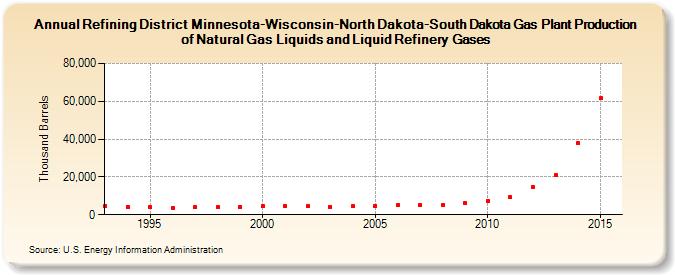 Annual Refining District Minnesota-Wisconsin-North Dakota-South Dakota Gas Plant Production
of Natural Gas Liquids and Liquid Refinery Gases
Thousand Barrels
80,000
60,000
40,000
20,000
0
1995
2000
2005
2010
2015
Source: U.S. Energy Information Administration